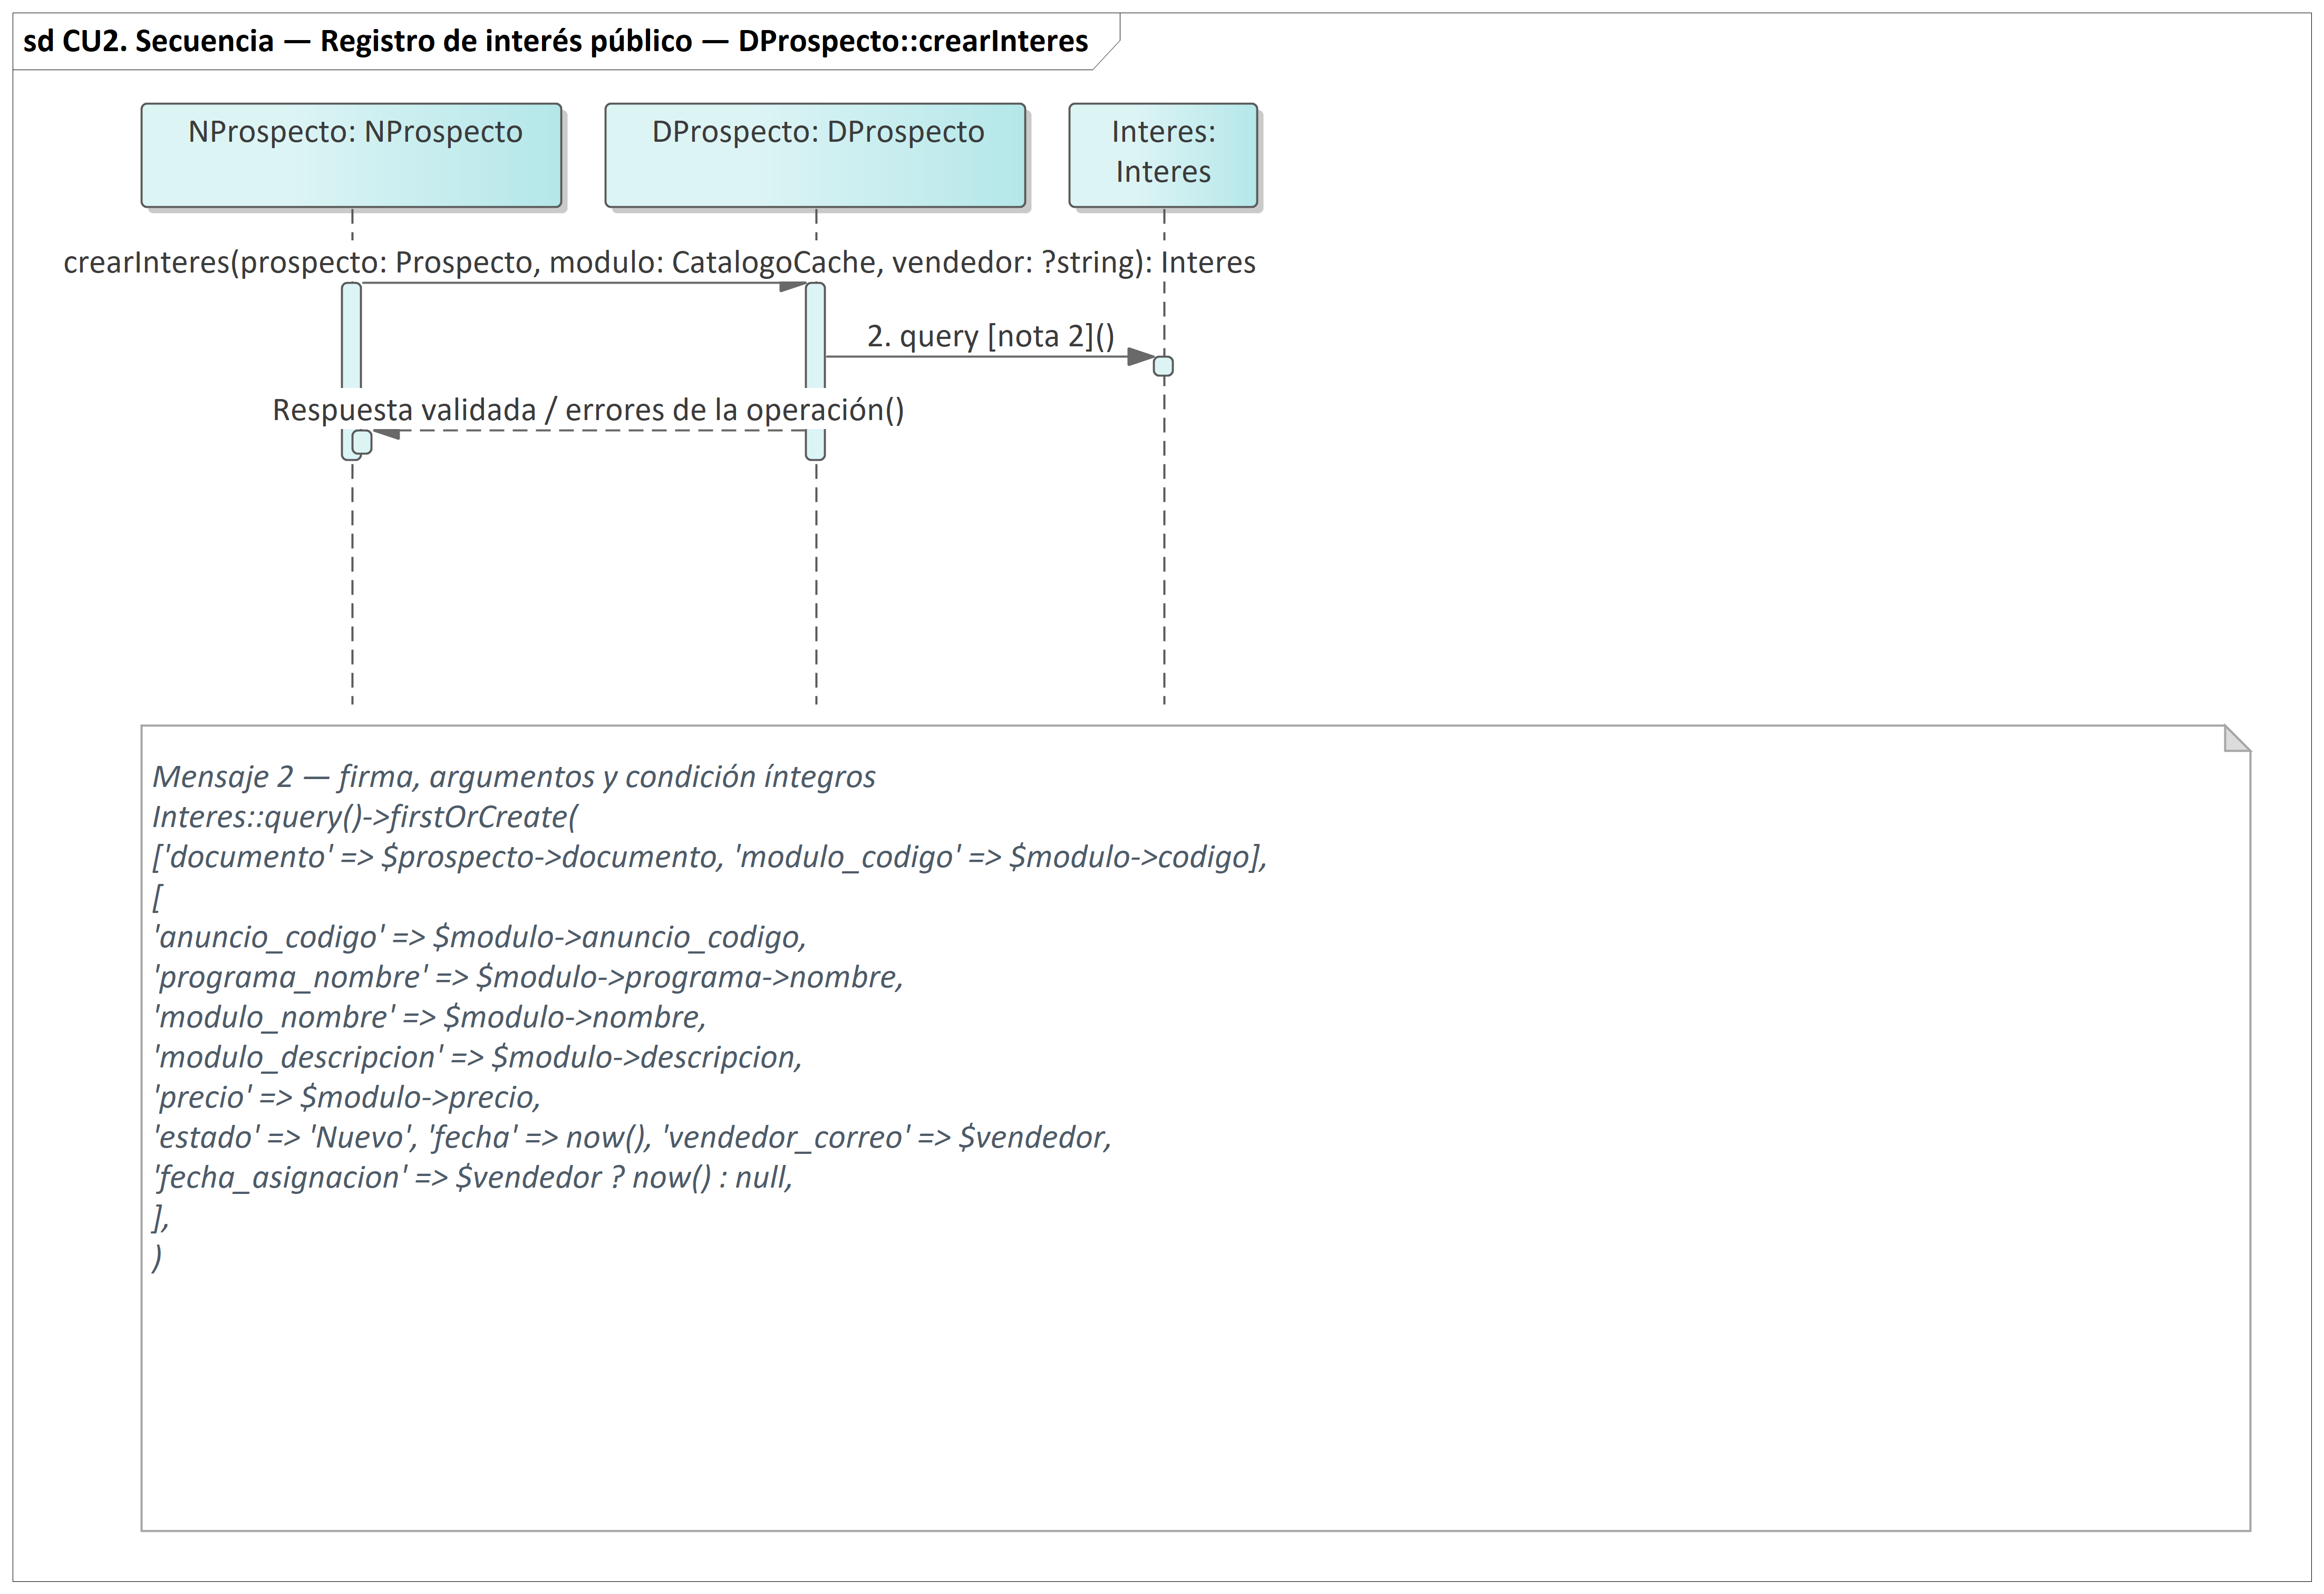 sd CU2. Secuencia — Registro de interés público — DProspecto::crearInteres
NProspecto: NProspecto
DProspecto: DProspecto
Interes:
Interes
crearInteres(prospecto: Prospecto, modulo: CatalogoCache, vendedor: ?string): Interes
2. query [nota 2]()
Respuesta validada / errores de la operación()
Mensaje 2 — firma, argumentos y condición íntegros
Interes::query()->firstOrCreate(
['documento' => $prospecto->documento, 'modulo_codigo' => $modulo->codigo],
[
'anuncio_codigo' => $modulo->anuncio_codigo,
'programa_nombre' => $modulo->programa->nombre,
'modulo_nombre' => $modulo->nombre,
'modulo_descripcion' => $modulo->descripcion,
'precio' => $modulo->precio,
'estado' => 'Nuevo', 'fecha' => now(), 'vendedor_correo' => $vendedor,
'fecha_asignacion' => $vendedor ? now() : null,
],
)